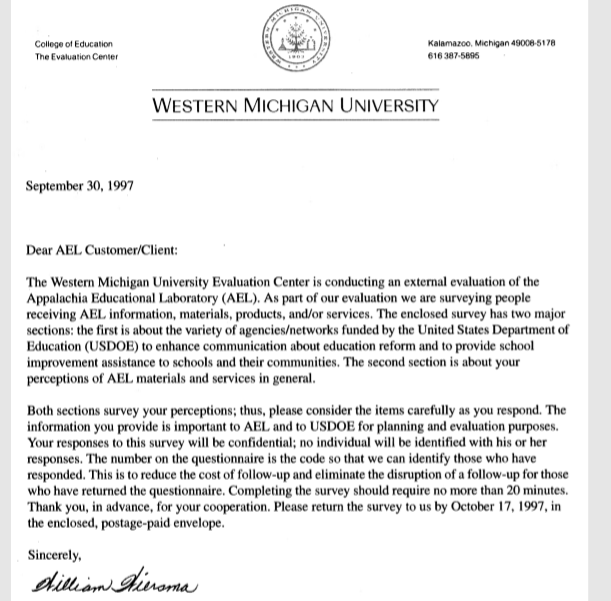 College of Education
The Evaluation Center
WESTERN MICHIGAN
1903
Kalamazoo, Michigan 49008-5178
616 387-5895
WESTERN MICHIGAN UNIVERSITY
September 30, 1997
Dear AEL Customer/Client:
The Western Michigan University Evaluation Center is conducting an external evaluation of the
Appalachia Educational Laboratory (AEL). As part of our evaluation we are surveying people
receiving AEL information, materials, products, and/or services. The enclosed survey has two major
sections: the first is about the variety of agencies/networks funded by the United States Department of
Education (USDOE) to enhance communication about education reform and to provide school
improvement assistance to schools and their communities. The second section is about your
perceptions of AEL materials and services in general.
Both sections survey your perceptions; thus, please consider the items carefully as you respond. The
information you provide is important to AEL and to USDOE for planning and evaluation purposes.
Your responses to this survey will be confidential; no individual will be identified with his or her
responses. The number on the questionnaire is the code so that we can identify those who have
responded. This is to reduce the cost of follow-up and eliminate the disruption of a follow-up for those
who have returned the questionnaire. Completing the survey should require no more than 20 minutes.
Thank you, in advance, for your cooperation. Please return the survey to us by October 17, 1997, in
the enclosed, postage-paid envelope.
Sincerely,
William Wiersma